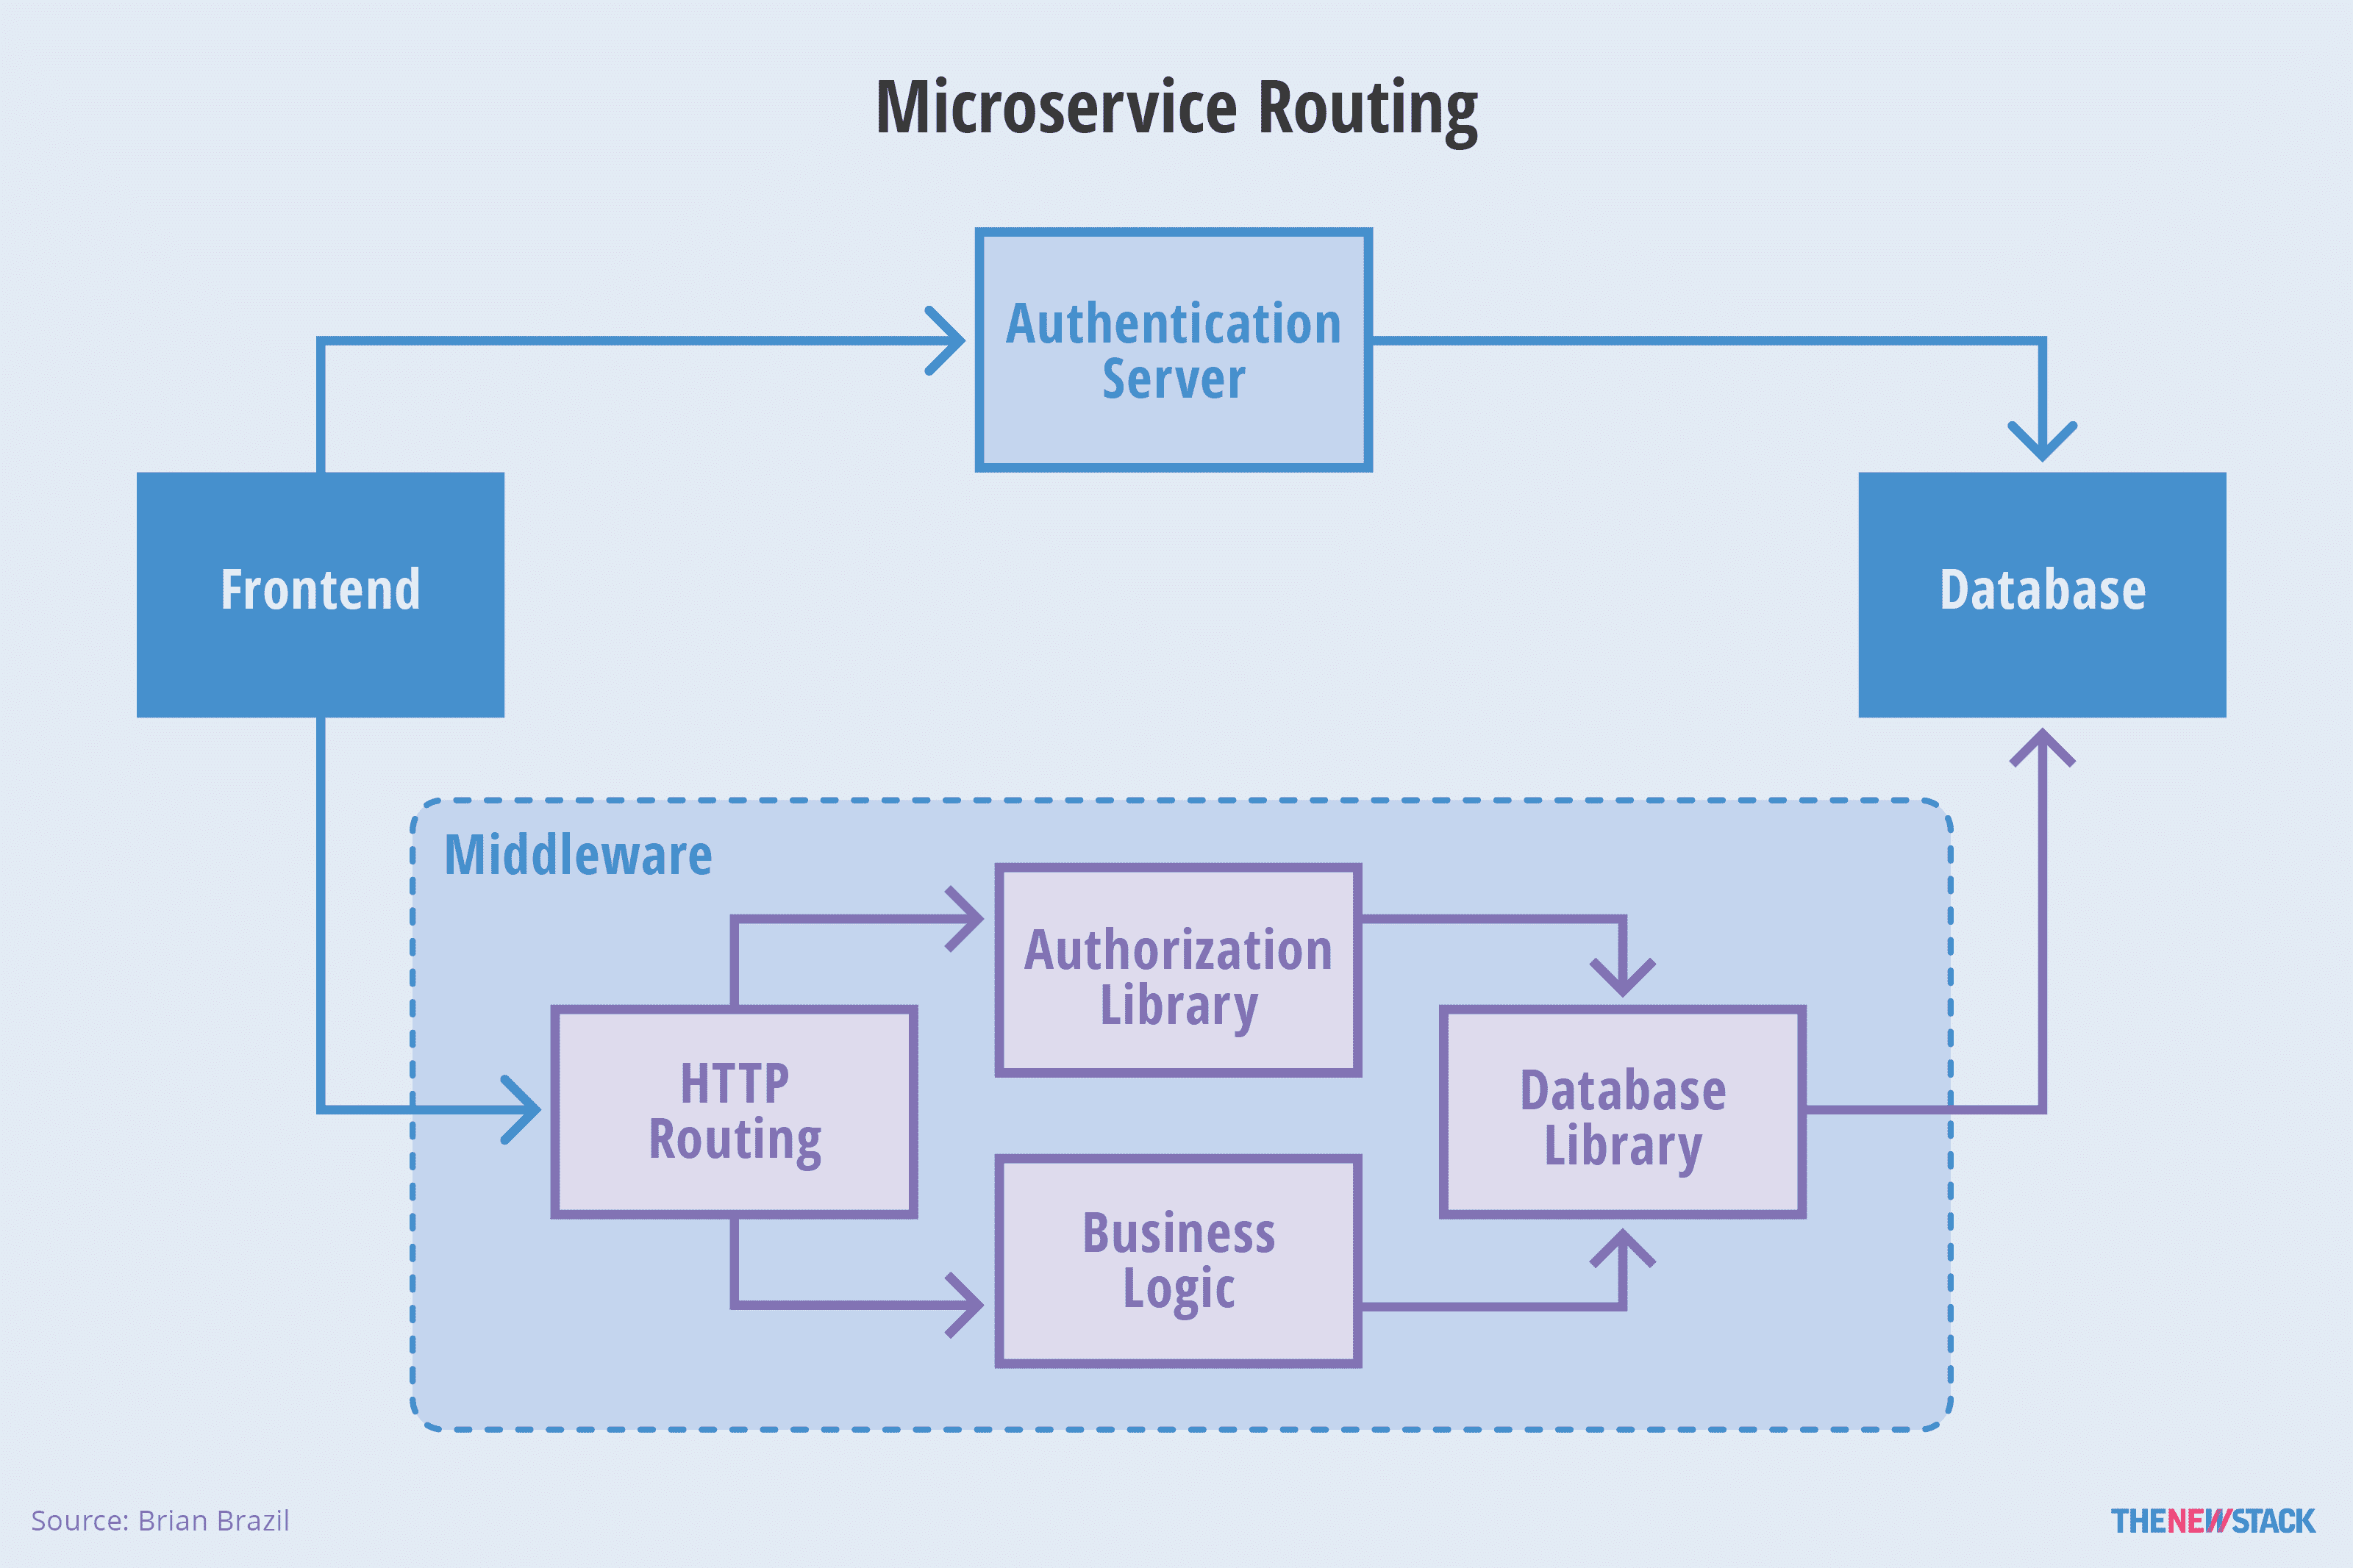 Microservice Routing
Authentication
Server
Frontend
Database
Middleware
Authorization
Library
HTTP
Routing
Database
Library
Business
Logic
Source: Brian Brazil
THENEWSTACK